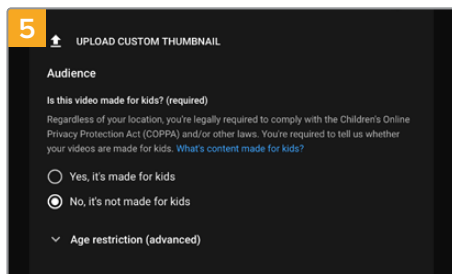 5
UPLOAD CUSTOM THUMBNAIL
Audience
Is this video made for kids? (required)
Regardless of your location, you're legally required to comply with the Children's Online
Privacy Protection Act (COPPA) and/or other laws. You're required to tell us whether
your videos are made for kids. What's content made for kids?
Yes, it's made for kids
No, it's not made for kids
Age restriction (advanced)